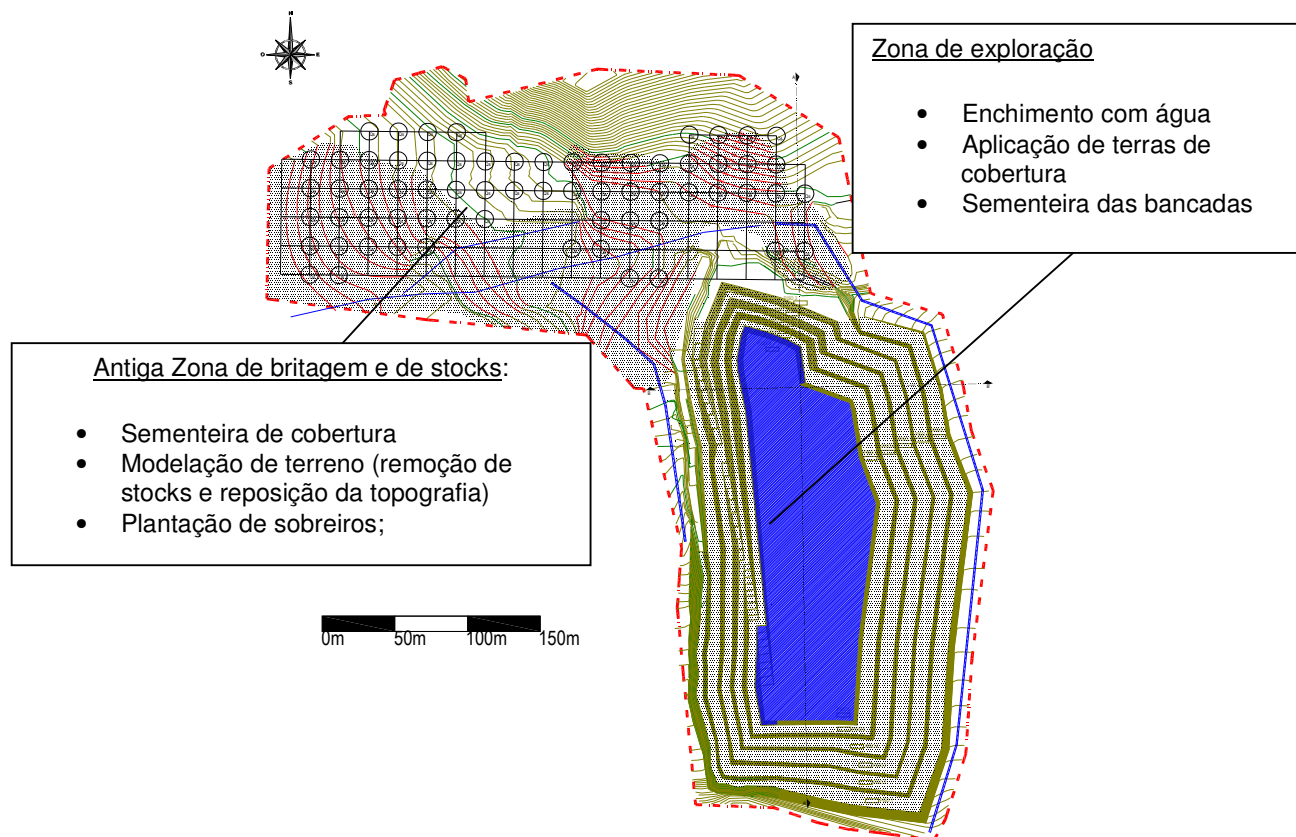 N
O
E
S
Zona de exploração
• Enchimento com água
• Aplicação de terras de
cobertura
• Sementeira das bancadas
Antiga Zona de britagem e de stocks:
• Sementeira de cobertura
• Modelação de terreno (remoção de
stocks e reposição da topografia)
• Plantação de sobreiros;
0m 50m 100m 150m